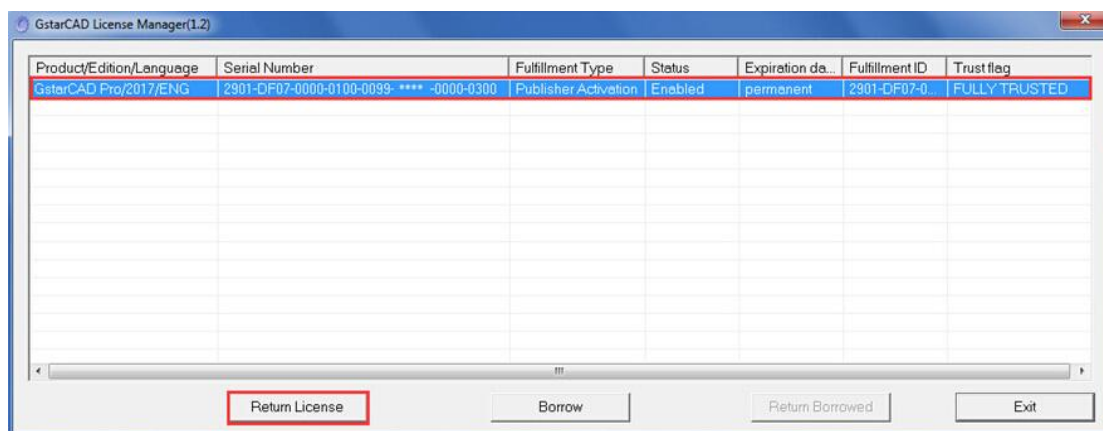 GstarCAD License Manager(1.2)
Product/Edition/Language Serial Number Fulfillment Type Status Expiration da... Fulfillment ID Trust flag
GstarCAD Pro/2017/ENG 2901-DF07-0000-0100-0099- **** -0000-0300 Publisher Activation Enabled permanent 2901-DF07-0... FULLY TRUSTED
Return License Borrow Return Borrowed Exit